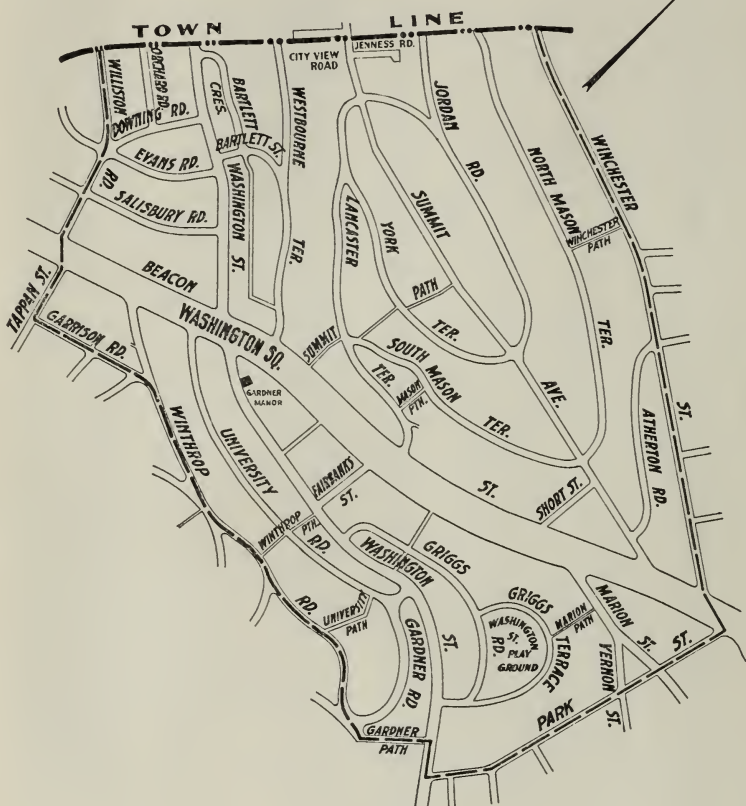 TOWN LINE
WILLISTON
ORCHARD RD.
DOWNING RD.
CRES.
BARTLETT
BARTLETT ST.
WESTBOURNE
TER.
CITY VIEW
ROAD
JENNESS RD.
JORDAN
RD.
NORTH MASON
TER.
WINCHESTER
ST.
WINCHESTER
PATH
EVANS RD.
RD.
SALISBURY RD.
WASHINGTON
ST.
LANCASTER
TER.
YORK
TER.
SUMMIT
AVE.
SUMMIT
PATH
BEACON
ST.
WASHINGTON SQ.
TAPPAN ST.
GARRISON RD.
SOUTH MASON
TER.
MASON
PTH.
ATHERTON RD.
GARDNER
MANOR
WINTHROP
RD.
UNIVERSITY
RD.
FAIRBANKS
ST.
SHORT ST.
WINTHROP
PTH.
WASHINGTON
ST.
GRIGGS
RD.
GRIGGS
TERRACE
WASHINGTON
ST. PLAY
GROUND
MARION
PATH
MARION
ST.
VERNON
ST.
PARK
ST.
PATH
GARDNER RD.
GARDNER
PATH